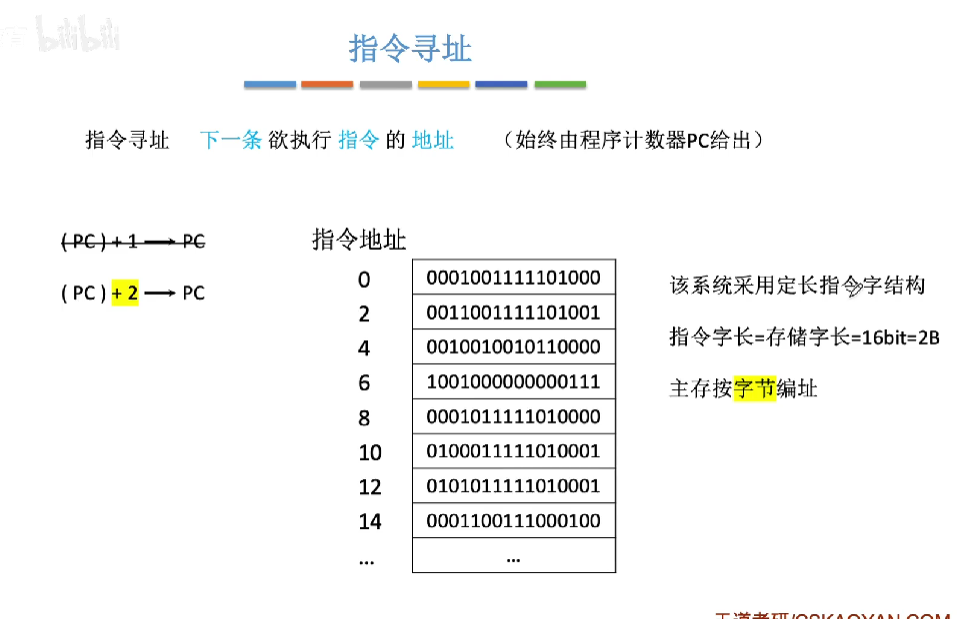 bilibili
指令寻址
指令寻址 下一条 欲执行 指令 的 地址 （始终由程序计数器PC给出）
( PC ) + 1 → PC
( PC ) + 2 → PC
指令地址
0 0001001111101000
2 0011001111101001
4 0010010010110000
6 1001000000000111
8 0001011111010000
10 0100011111010001
12 0101011111010001
14 0001100111000100
... ...
该系统采用定长指令字结构
指令字长=存储字长=16bit=2B
主存按字节编址
王道考研/CSKAOYAN.COM